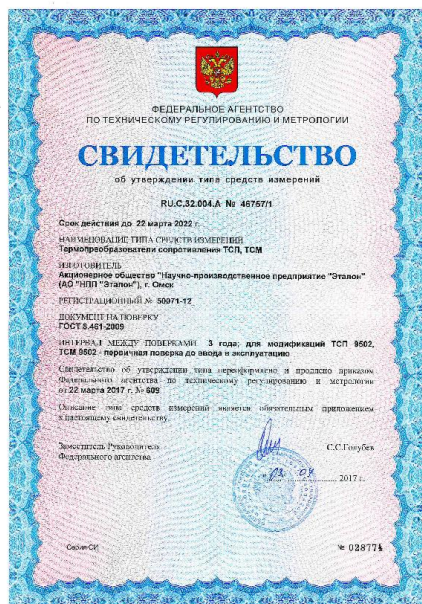 ФЕДЕРАЛЬНОЕ АГЕНТСТВО
ПО ТЕХНИЧЕСКОМУ РЕГУЛИРОВАНИЮ И МЕТРОЛОГИИ
СВИДЕТЕЛЬСТВО
об утверждении типа средств измерений
RU.C.32.004.A № 46757/1
Срок действия до 22 марта 2022 г.
НАИМЕНОВАНИЕ ТИПА СРЕДСТВ ИЗМЕРЕНИЙ
Термопреобразователи сопротивления ТСП, ТСМ
ИЗГОТОВИТЕЛЬ
Акционерное общество "Научно-производственное предприятие "Эталон"
(АО "НПП "Эталон"), г. Омск
РЕГИСТРАЦИОННЫЙ № 50071-12
ДОКУМЕНТ НА ПОВЕРКУ
ГОСТ 8.461-2009
ИНТЕРВАЛ МЕЖДУ ПОВЕРКАМИ 3 года; для модификаций ТСП 9502,
ТСМ 9502 - первичная поверка до ввода в эксплуатацию
Свидетельство об утверждении типа переоформлено и продлено приказом
Федерального агентства по техническому регулированию и метрологии
от 22 марта 2017 г. № 609
Описание типа средств измерений является обязательным приложением
к настоящему свидетельству.
Заместитель Руководителя С.С.Голубев
Федерального агентства
2017 г.
Серия СИ № 028774